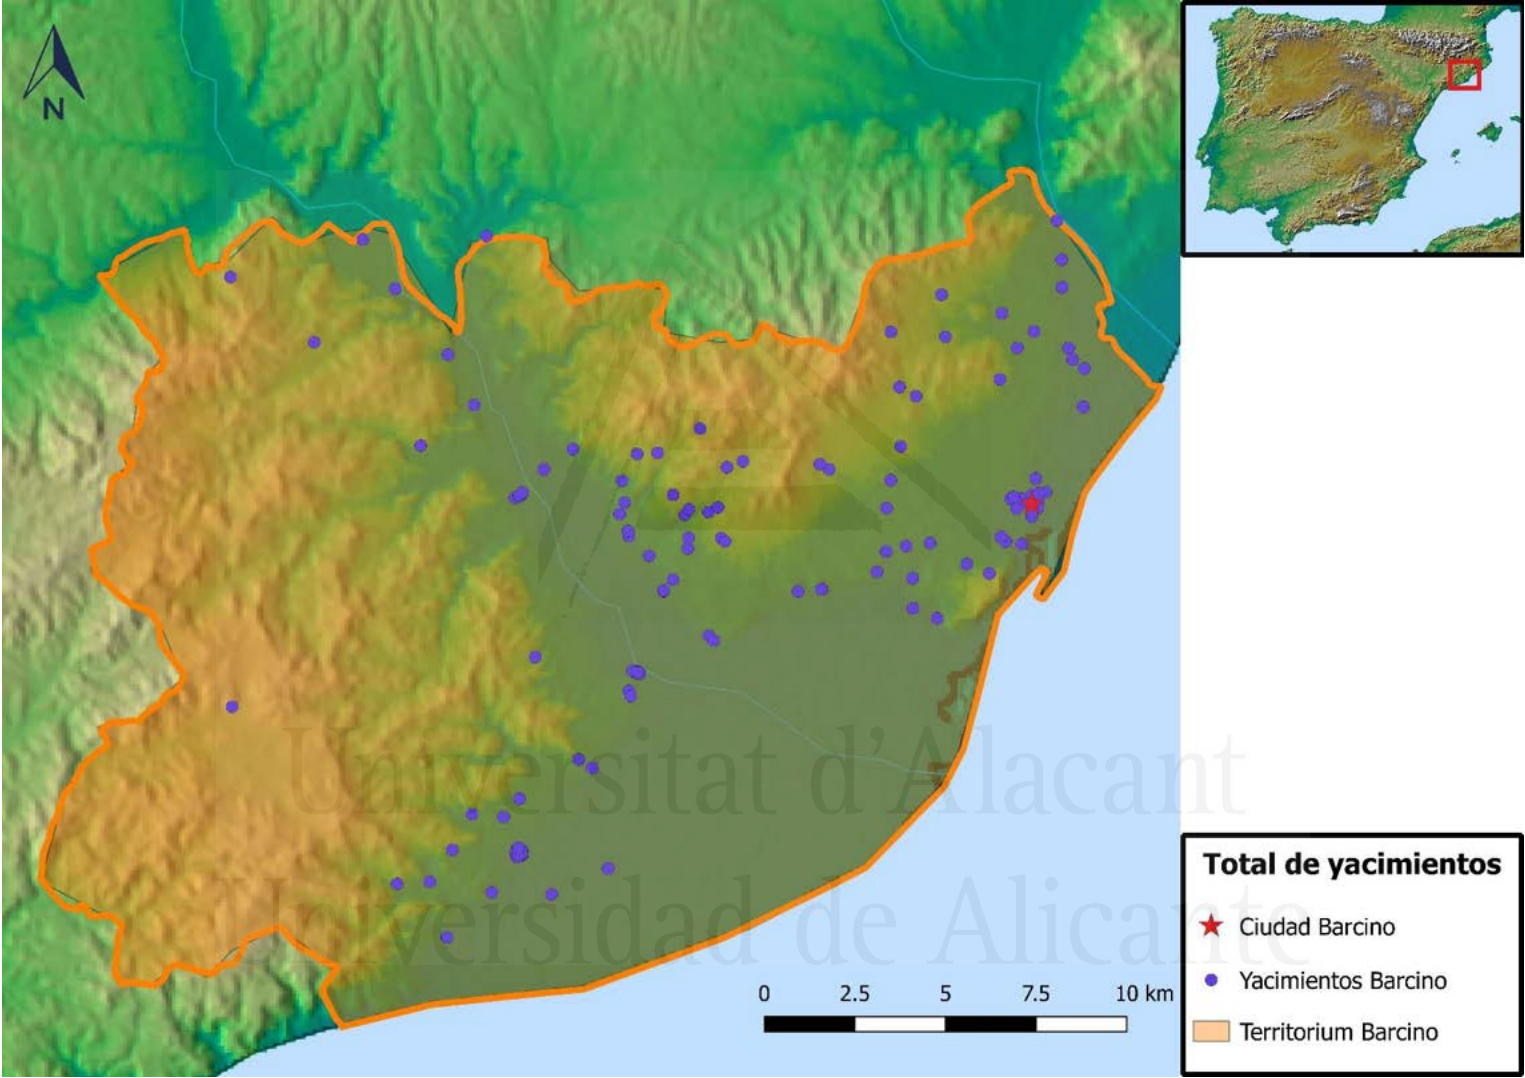 N
Universitat d'Alacant
Universidad de Alicante
0 2.5 5 7.5 10 km
Total de yacimientos
Ciudad Barcino
Yacimientos Barcino
Territorium Barcino